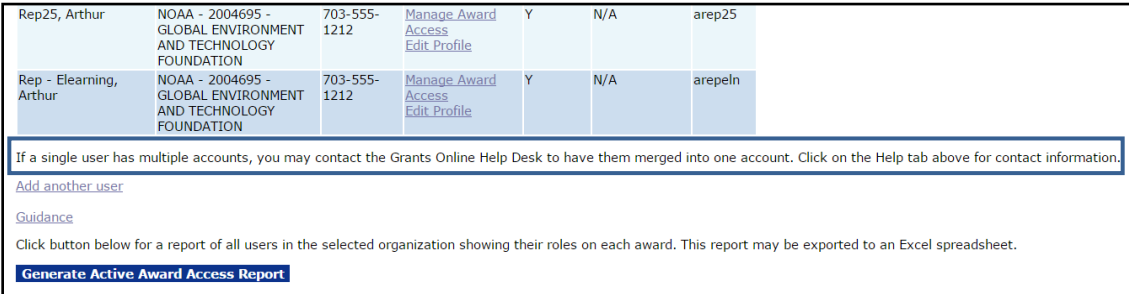 Rep25, Arthur NOAA - 2004695 - 703-555- Manage Award Y N/A arep25
GLOBAL ENVIRONMENT 1212 Access
AND TECHNOLOGY Edit Profile
FOUNDATION
Rep - Elearning, NOAA - 2004695 - 703-555- Manage Award Y N/A arepeln
Arthur GLOBAL ENVIRONMENT 1212 Access
AND TECHNOLOGY Edit Profile
FOUNDATION
If a single user has multiple accounts, you may contact the Grants Online Help Desk to have them merged into one account. Click on the Help tab above for contact information.
Add another user
Guidance
Click button below for a report of all users in the selected organization showing their roles on each award. This report may be exported to an Excel spreadsheet.
Generate Active Award Access Report